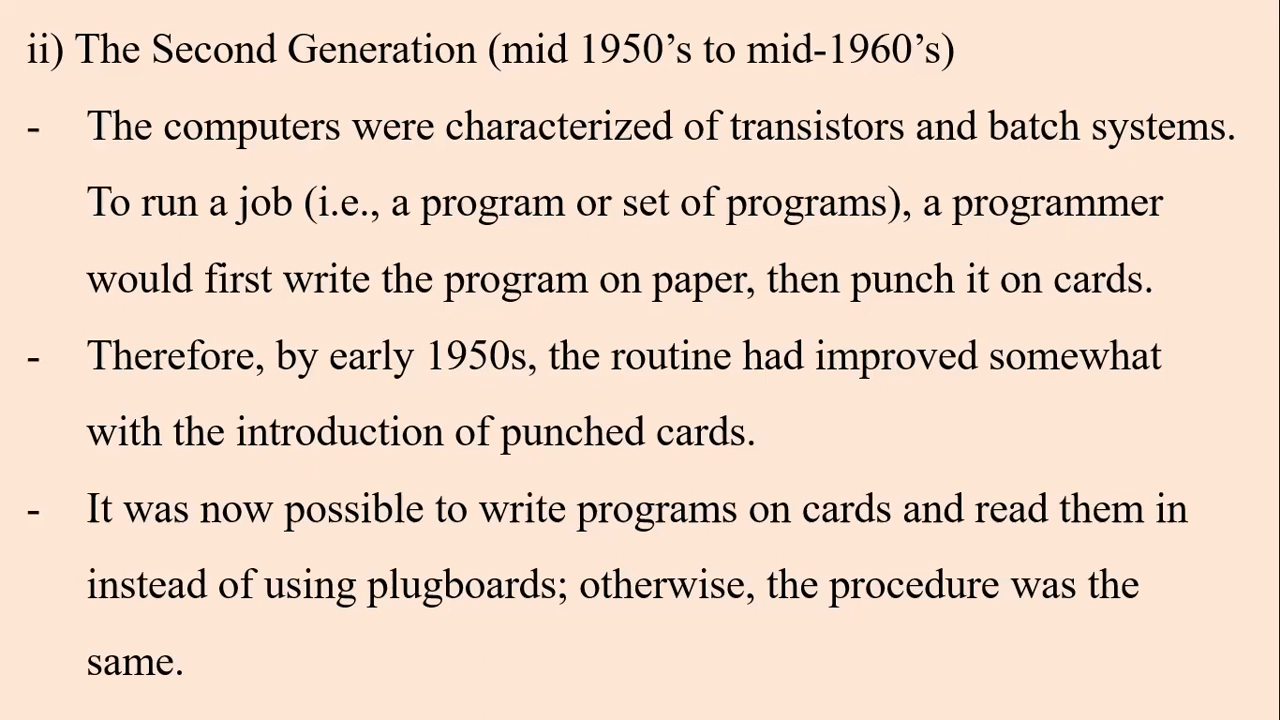 ii) The Second Generation (mid 1950’s to mid-1960’s)
- The computers were characterized of transistors and batch systems.
To run a job (i.e., a program or set of programs), a programmer
would first write the program on paper, then punch it on cards.
- Therefore, by early 1950s, the routine had improved somewhat
with the introduction of punched cards.
- It was now possible to write programs on cards and read them in
instead of using plugboards; otherwise, the procedure was the
same.